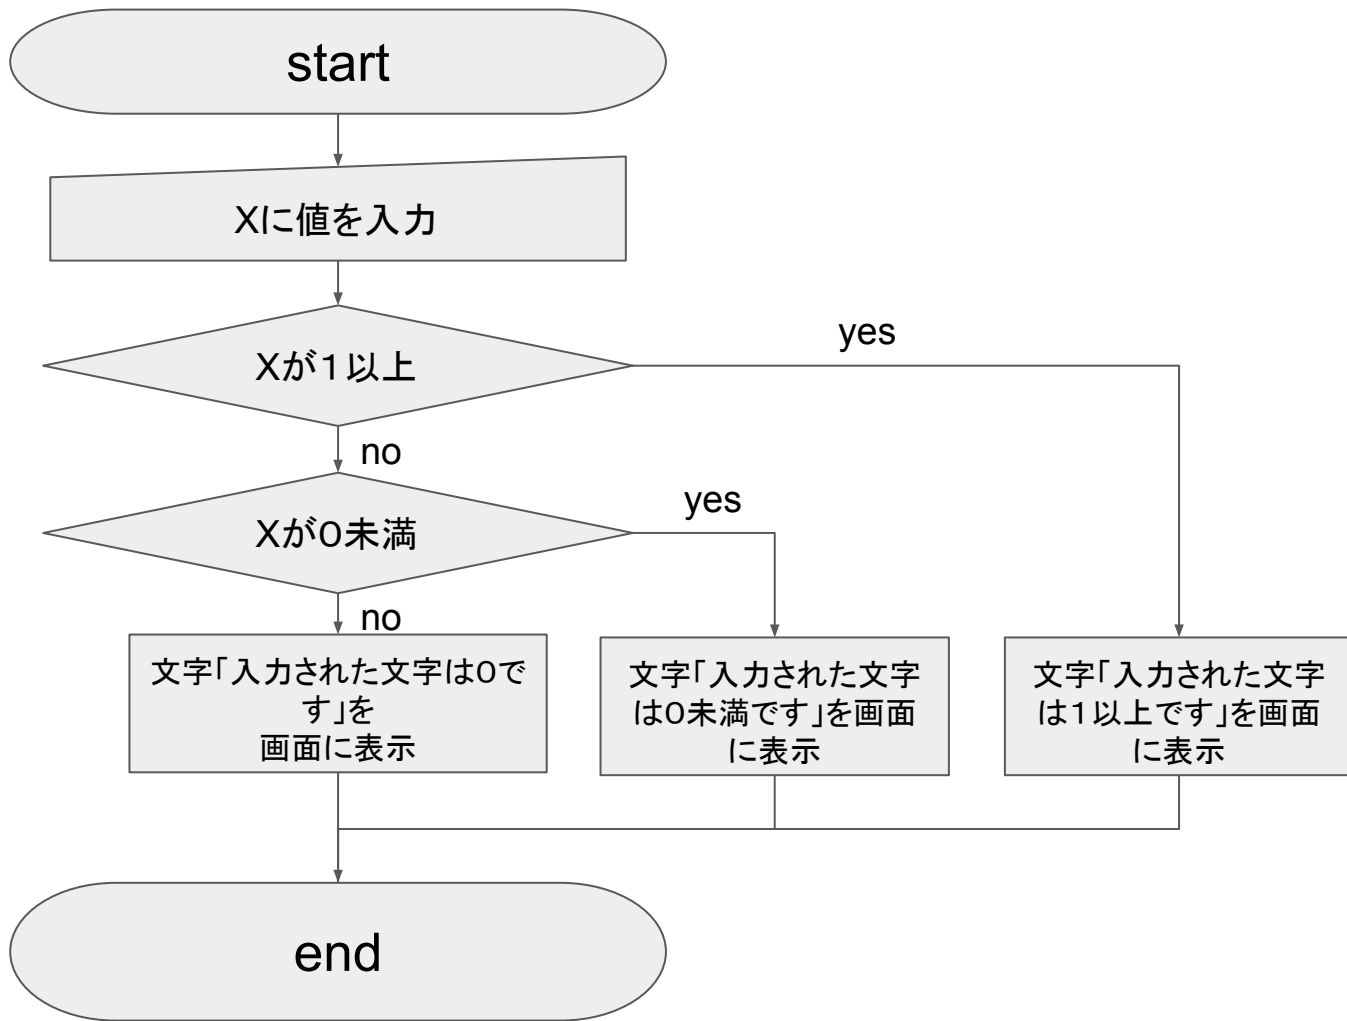 start
Xに値を入力
Xが１以上
yes
no
Xが0未満
yes
no
文字「入力された文字は0で
す」を
画面に表示
文字「入力された文字
は0未満です」を画面
に表示
文字「入力された文字
は１以上です」を画面
に表示
end